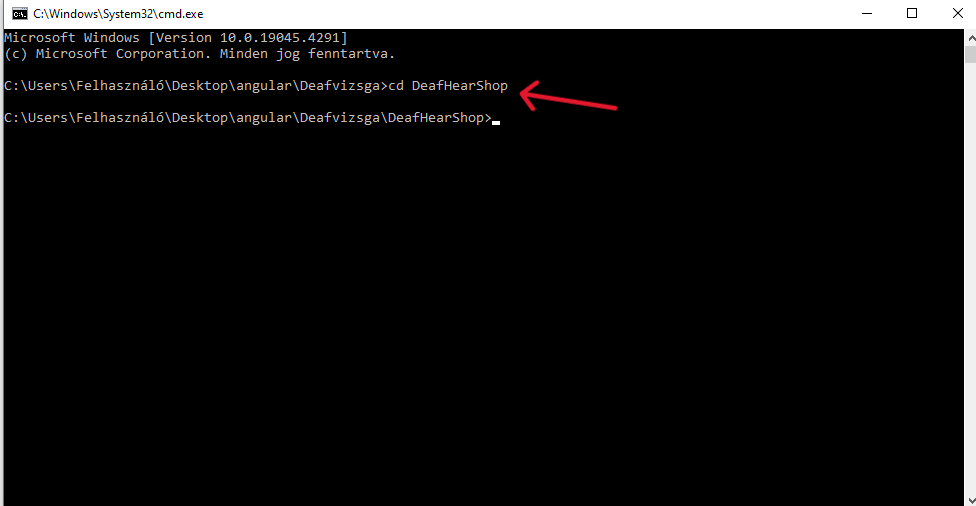 C:\Windows\System32\cmd.exe
Microsoft Windows [Version 10.0.19045.4291]
(c) Microsoft Corporation. Minden jog fenntartva.
C:\Users\Felhasználó\Desktop\angular\Deafvizsga>cd DeafHearShop
C:\Users\Felhasználó\Desktop\angular\Deafvizsga\DeafHearShop>